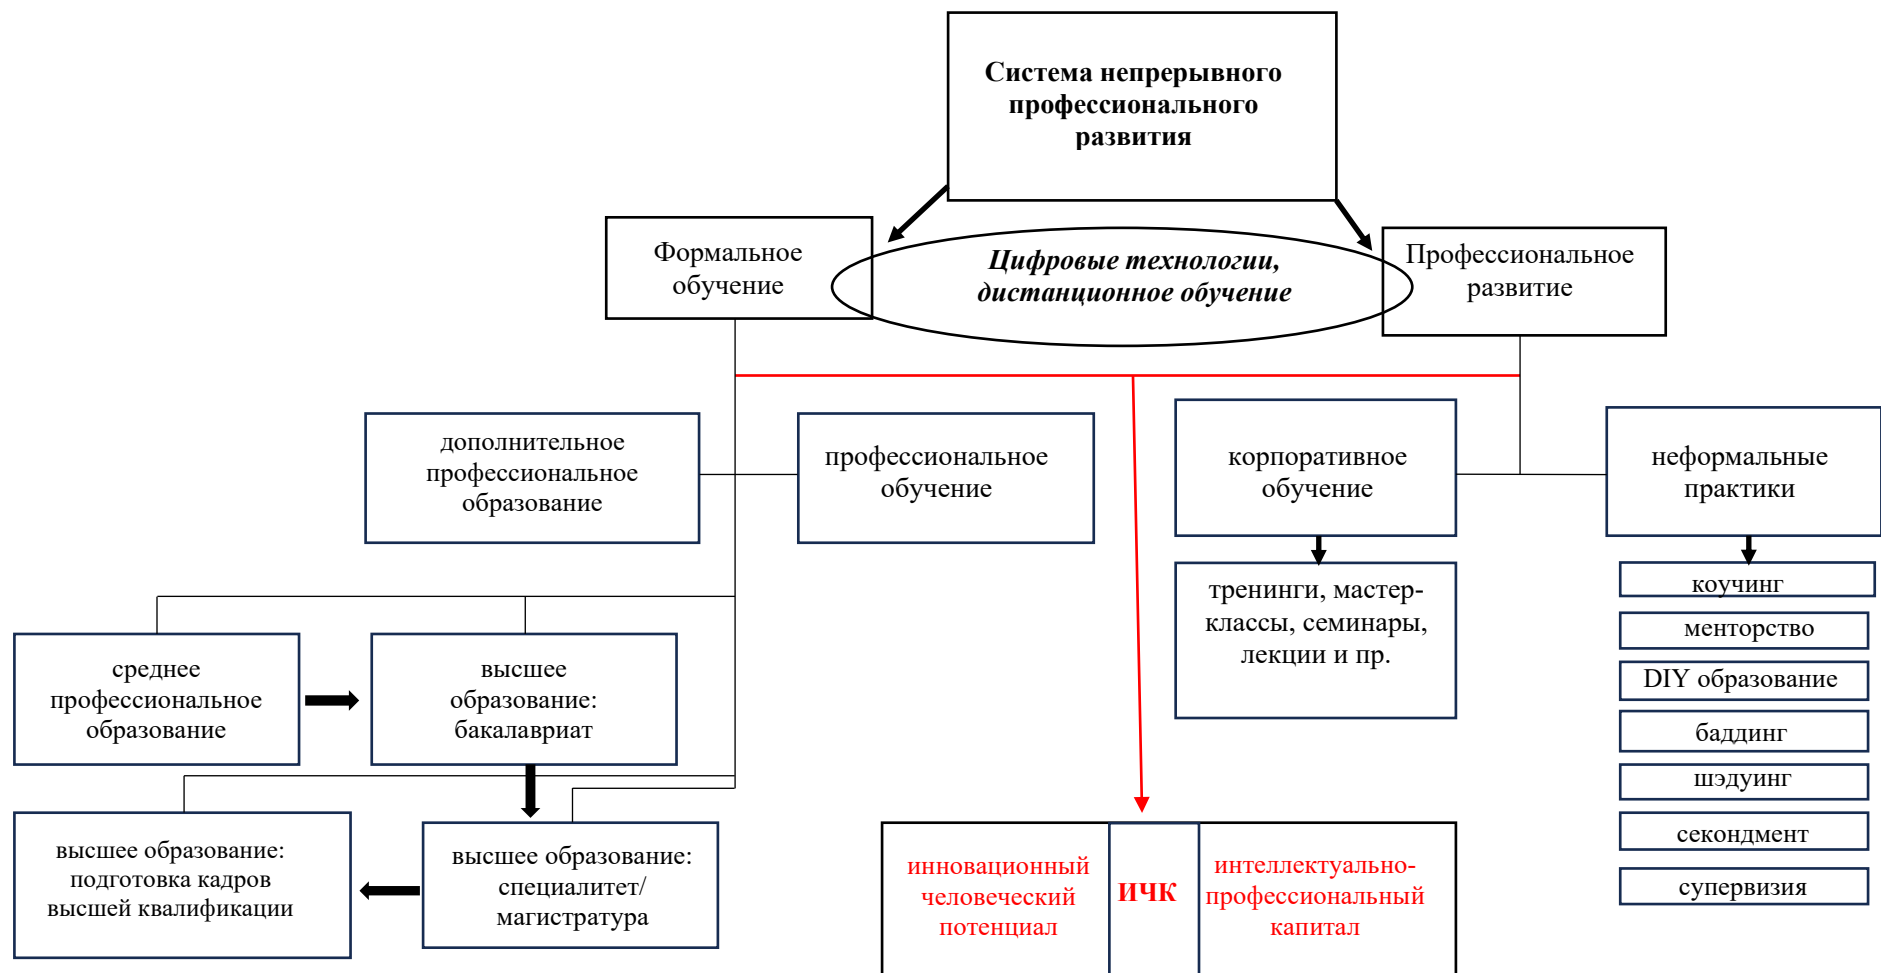 Система непрерывного
профессионального
развития
Формальное
обучение
Цифровые технологии,
дистанционное обучение
Профессиональное
развитие
дополнительное
профессиональное
образование
профессиональное
обучение
корпоративное
обучение
неформальные
практики
тренинги, мастер-
классы, семинары,
лекции и пр.
коучинг
менторство
DIY образование
баддинг
шэдуинг
секондмент
супервизия
среднее
профессиональное
образование
высшее
образование:
бакалавриат
высшее образование:
подготовка кадров
высшей квалификации
высшее образование:
специалитет/
магистратура
инновационный
человеческий
потенциал
ИЧК
интеллектуально-
профессиональный
капитал